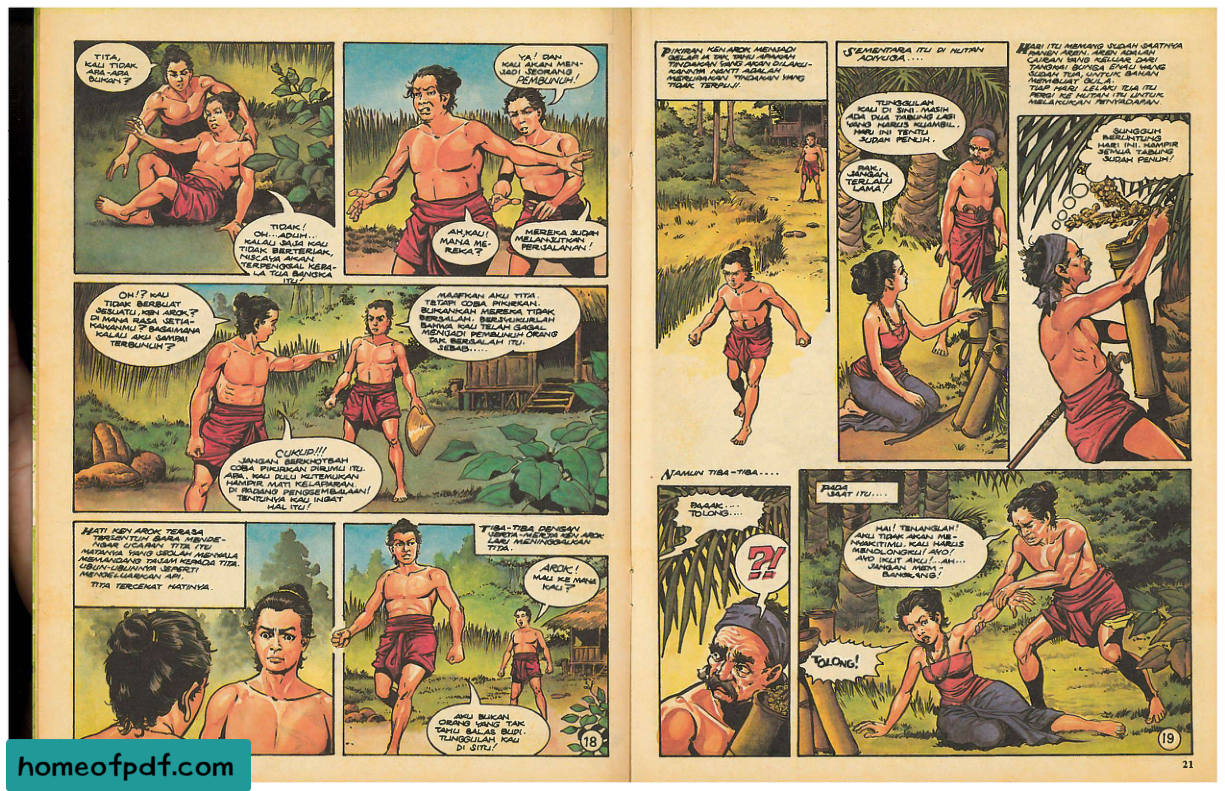 TITA,
KAU TIDAK
APA-APA
BUKAN?
TIDAK!
OH...ADUH...
KALAU SAJA KAU
TIDAK BERTERIAK,
NISCAYA AKAN
TERPENGGAL KEPA-
LA TUA BANGKA
ITU!
YA! DAN
KAU AKAN MEN-
JADI SEORANG
PEMBUNUH!
AH, KAU!
MANA ME-
REKA?
MEREKA SUDAH
MELANJUTKAN
PERJALANAN!
OH!? KAU
TIDAK BERBUAT
SESUATU, KEN AROK?
DI MANA RASA SETIA-
KAWANMU? BAGAIMANA
KALAU AKU SAMPAI
TERBUNUH?
MAAFKAN AKU TITA.
TETAPI COBA PIKIRKAN.
BUKANKAH MEREKA TIDAK
BERSALAH. BERSYUKURLAH
BAHWA KAU TELAH GAGAL
MENJADI PEMBUNUH ORANG
TAK BERSALAH ITU.
SEBAB.....
CUKUP!!!
JANGAN BERKHOTBAH
COBA PIKIRKAN DIRIMU ITU.
APA, KAU DULU KUTEMUKAN
HAMPIR MATI KELAPARAN
DI PADANG PENGGEMBALAAN!
TENTUNYA KAU INGAT
HAL ITU!
HATI KEN AROK TERASA
TERSENTUH BARA MENDE-
NGAR UCAPAN TITA ITU
MATANYA YANG SEOLAH MENYALA
MEMANDANG TAJAM KEPADA TITA.
UBUN-UBUNNYA SEPERTI
MENGELUARKAN API.
TITA TERCEKAT HATINYA.
TIBA-TIBA DENGAN
SERTA-MERTA KEN AROK
LARI MENINGGALKAN
TITA.
AROK!
MAU KE MANA
KAU?
AKU BUKAN
ORANG YANG TAK
TAHU BALAS BUDI.
TUNGGULAH KAU
DI SITU!
18
PIKIRAN KEN AROK MENJADI
GELAP. IA TAK TAHU APAKAH
TINDAKAN YANG AKAN DILAKU-
KANNYA NANTI ADALAH
MERUPAKAN TINDAKAN YANG
TIDAK TERPUJI.
SEMENTARA ITU DI HUTAN
ADIYUGA....
TUNGGULAH
KAU DI SINI. MASIH
ADA DUA TABUNG LAGI
YANG HARUS KUAMBIL.
HARI INI TENTU
SUDAH PENUH.
PAK,
JANGAN
TERLALU
LAMA!
HARI ITU MEMANG SUDAH SAATNYA
PANEN AREN. AREN ADALAH
CAIRAN YANG KELUAR DARI
TANGKAI BUNGA ENAU YANG
SUDAH TUA, UNTUK BAHAN
MEMBUAT GULA.
TIAP HARI LELAKI TUA ITU
PERGI KE HUTAN ITU UNTUK
MELAKUKAN PENYADAPAN.
SUNGGUH
BERUNTUNG
HARI INI. HAMPIR
SEMUA TABUNG
SUDAH PENUH!
NAMUN TIBA-TIBA....
BAAAK....
TOLONG....
?!
PADA
SAAT ITU....
HAI! TENANGLAH!
AKU TIDAK AKAN ME-
NYAKITIMU. KAU HARUS
MENOLONGKU! AYO!
AYO IKUT AKU!...AH...
JANGAN MEM-
BANGKANG!
TOLONG!
19
21
homeofpdf.com